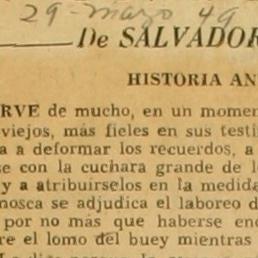 29-Marzo 49
De SALVADOR
HISTORIA AN
RVE de mucho, en un momen
viejos, más fieles en sus testi
a a deformar los recuerdos, a
se con la cuchara grande de l
y a atribuírselos en la medida
nosca se adjudica el laboreo d
por no más que haberse enc
re el lomo del buey mientras